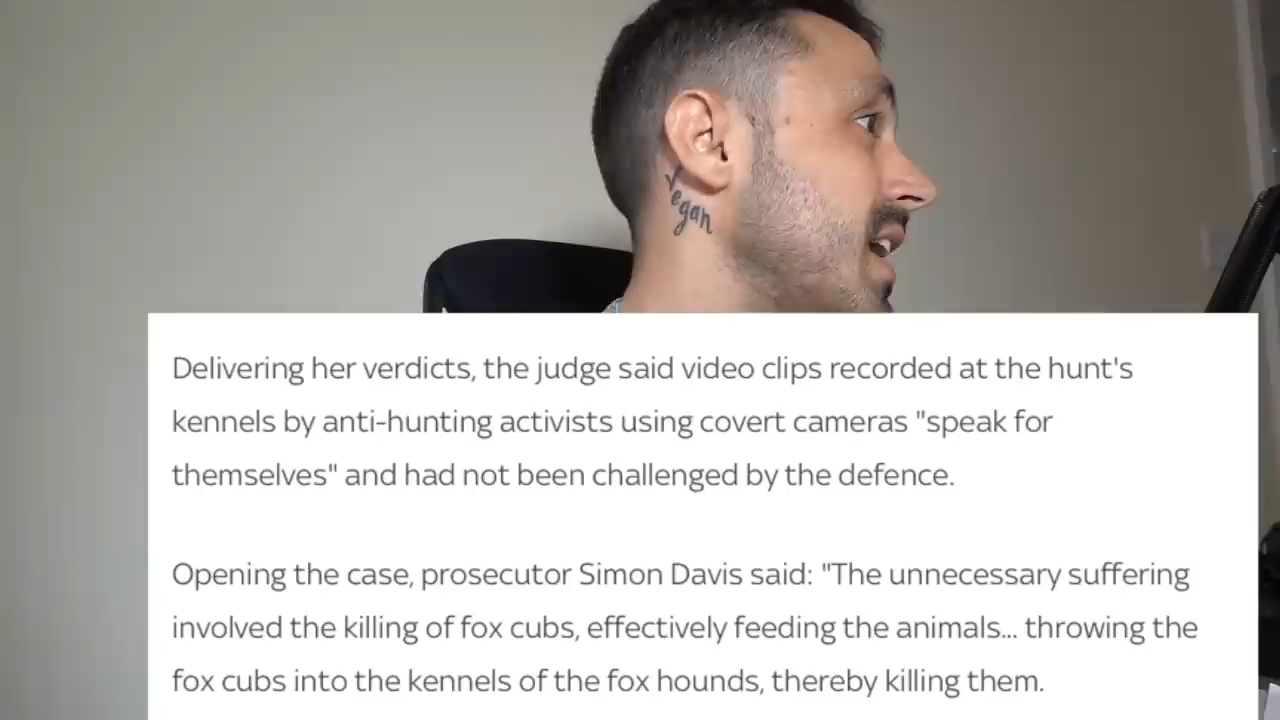 Vegan
Delivering her verdicts, the judge said video clips recorded at the hunt's
kennels by anti-hunting activists using covert cameras "speak for
themselves" and had not been challenged by the defence.
Opening the case, prosecutor Simon Davis said: "The unnecessary suffering
involved the killing of fox cubs, effectively feeding the animals... throwing the
fox cubs into the kennels of the fox hounds, thereby killing them.